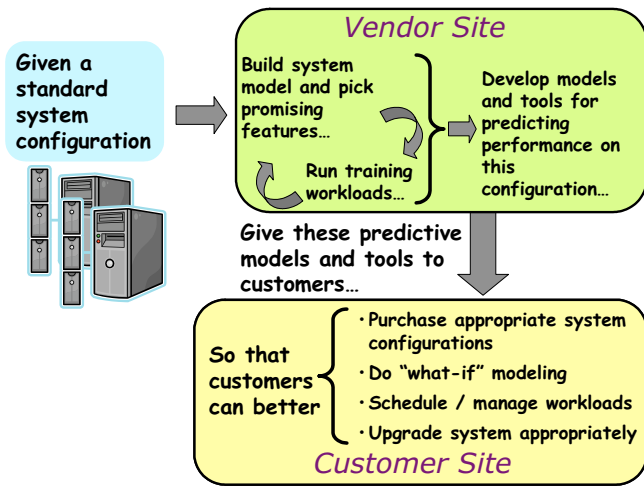 Vendor Site
Given a
standard
system
configuration
Build system
model and pick
promising
features…
Run training
workloads…
Develop models
and tools for
predicting
performance on
this
configuration…
Give these predictive
models and tools to
customers…
So that
customers
can better
· Purchase appropriate system
configurations
· Do “what-if” modeling
· Schedule / manage workloads
· Upgrade system appropriately
Customer Site